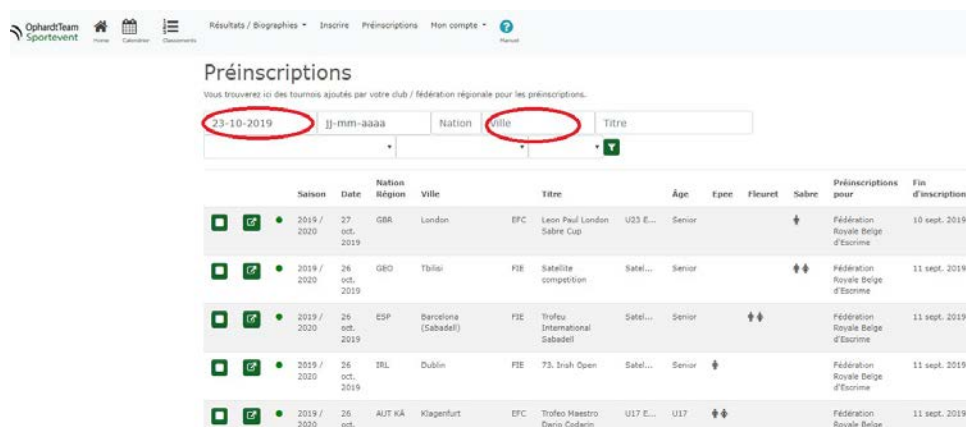 OphardtTeam
Sportevent
Home
Calendrier
Classements
Résultats / Biographies
Inscrire
Préinscriptions
Mon compte
Manuel
Préinscriptions
Vous trouverez ici des tournois ajoutés par votre club / fédération régionale pour les préinscriptions.
23-10-2019 jj-mm-aaaa Nation Ville Titre
Saison Date Nation Région Ville Titre Âge Epee Fleuret Sabre Préinscriptions pour Fin d'inscription
2019 / 2020 27 oct. 2019 GBR London EFC Leon Paul London Sabre Cup U23 E... Senior Fédération Royale Belge d'Escrime 10 sept. 2019
2019 / 2020 26 oct. 2019 GEO Tbilisi FIE Satellite competition Satel... Senior Fédération Royale Belge d'Escrime 11 sept. 2019
2019 / 2020 26 oct. 2019 ESP Barcelona (Sabadell) FIE Trofeu International Sabadell Satel... Senior Fédération Royale Belge d'Escrime 11 sept. 2019
2019 / 2020 26 oct. 2019 IRL Dublin FIE 73. Irish Open Satel... Senior Fédération Royale Belge d'Escrime 11 sept. 2019
2019 / 2020 26 oct. AUT KÄ Klagenfurt EFC Trofeo Maestro Dario Codarin U17 E... U17 Fédération Royale Belge 11 sept. 2019